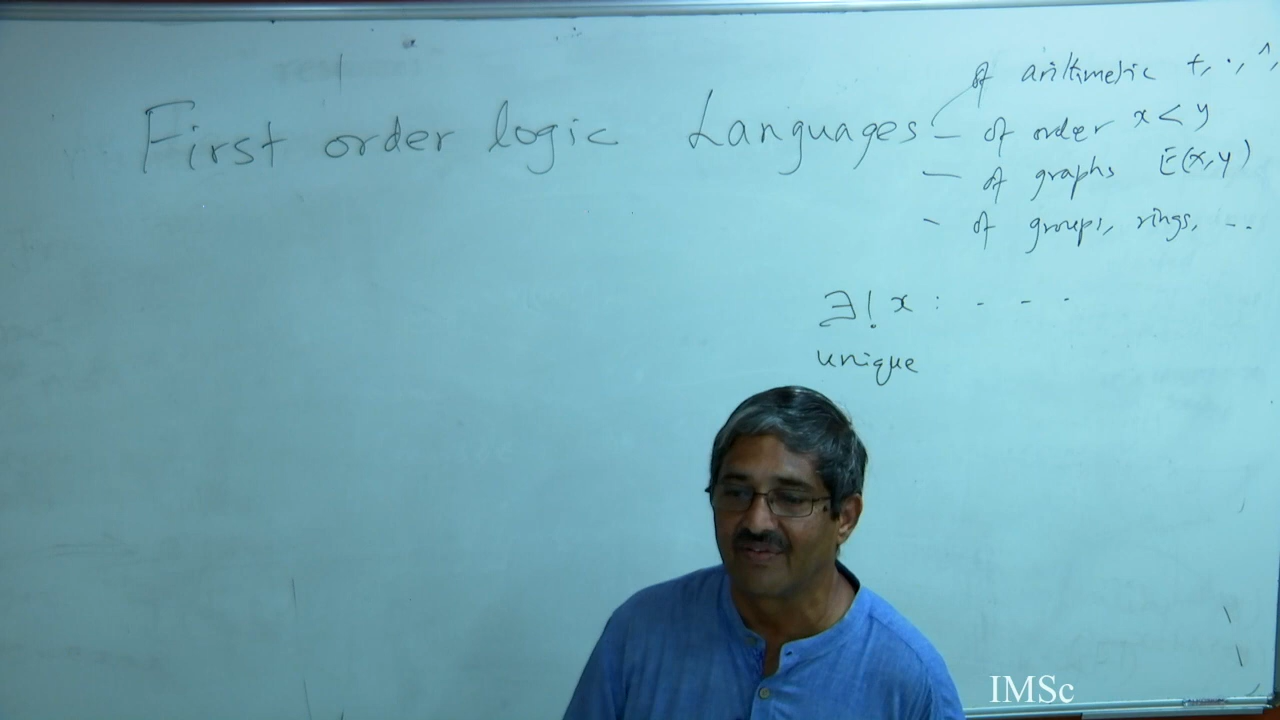 of arithmetic +, ·, ^,
First order logic Languages – of order x < y
– of graphs E(x, y)
– of groups, rings, ...
∃! x : - - -
unique
IMSc